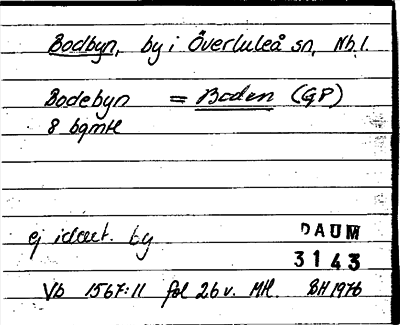 Bodbyn, by i Överluleå sn, Nb.l.
Bodebyn = Boden (GP)
8 bgmtl
ej ident. by
DAUM
3143
Vb 1567:11 fol 26 v. Mtl. BH 1976